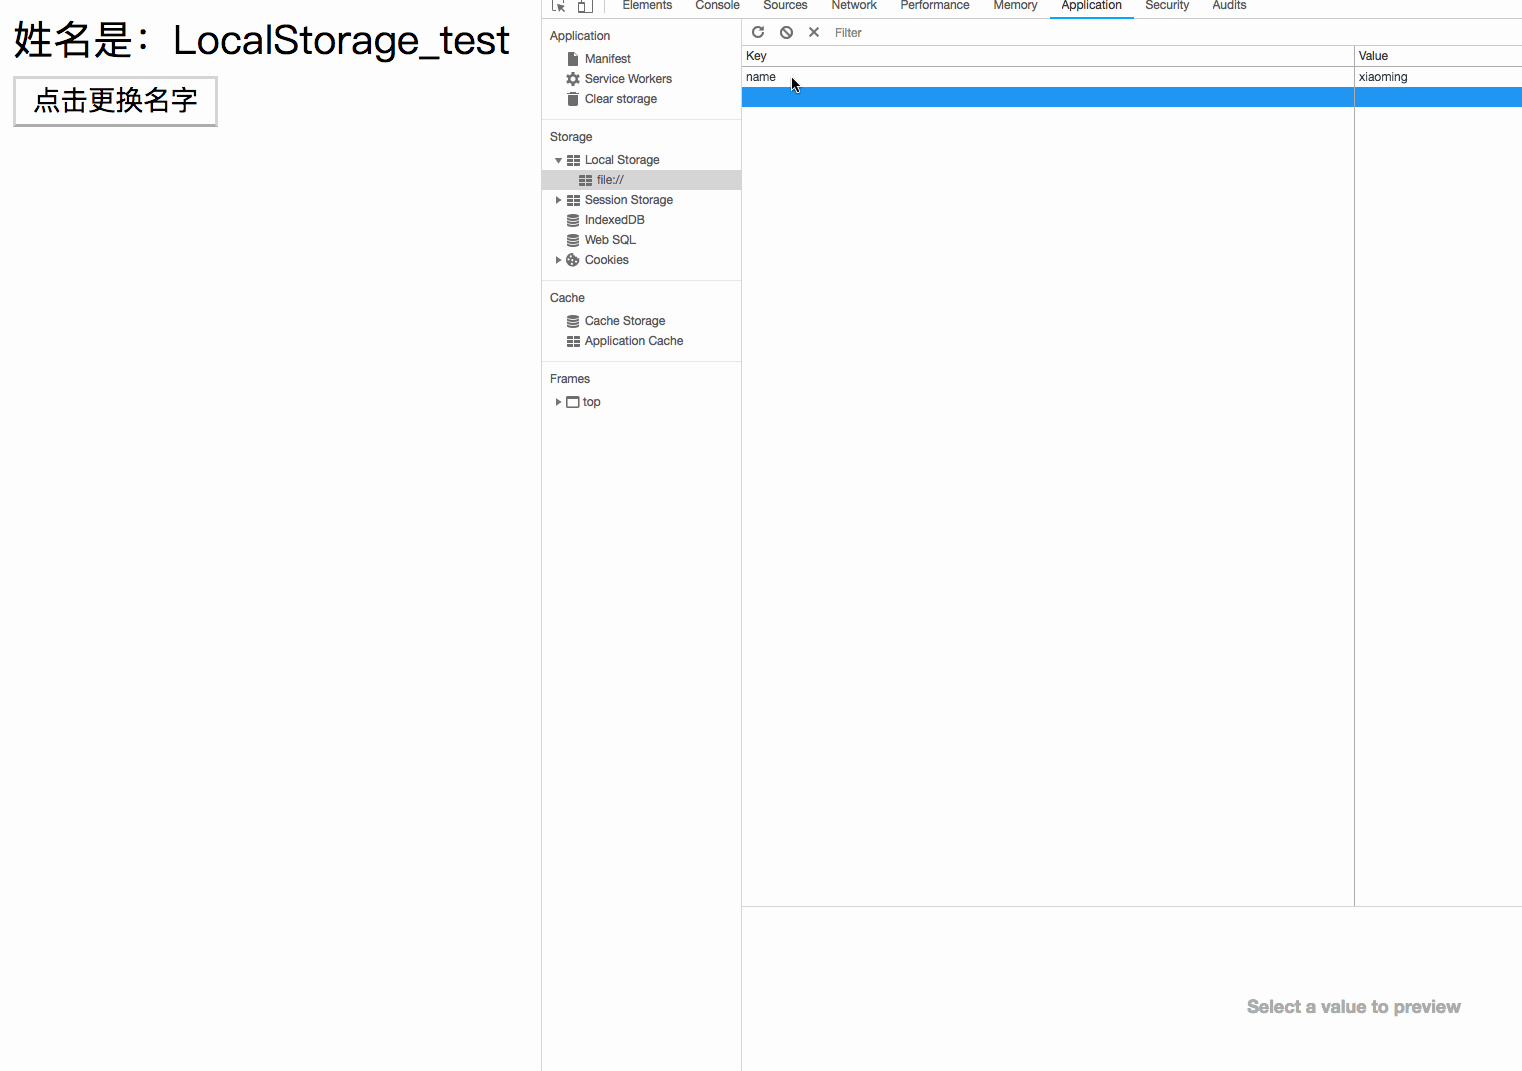 姓名是：LocalStorage_test
点击更换名字
Elements Console Sources Network Performance Memory Application Security Audits
Application
Manifest
Service Workers
Clear storage
Storage
Local Storage
file://
Session Storage
IndexedDB
Web SQL
Cookies
Cache
Cache Storage
Application Cache
Frames
top
Filter
Key Value
name xiaoming
Select a value to preview